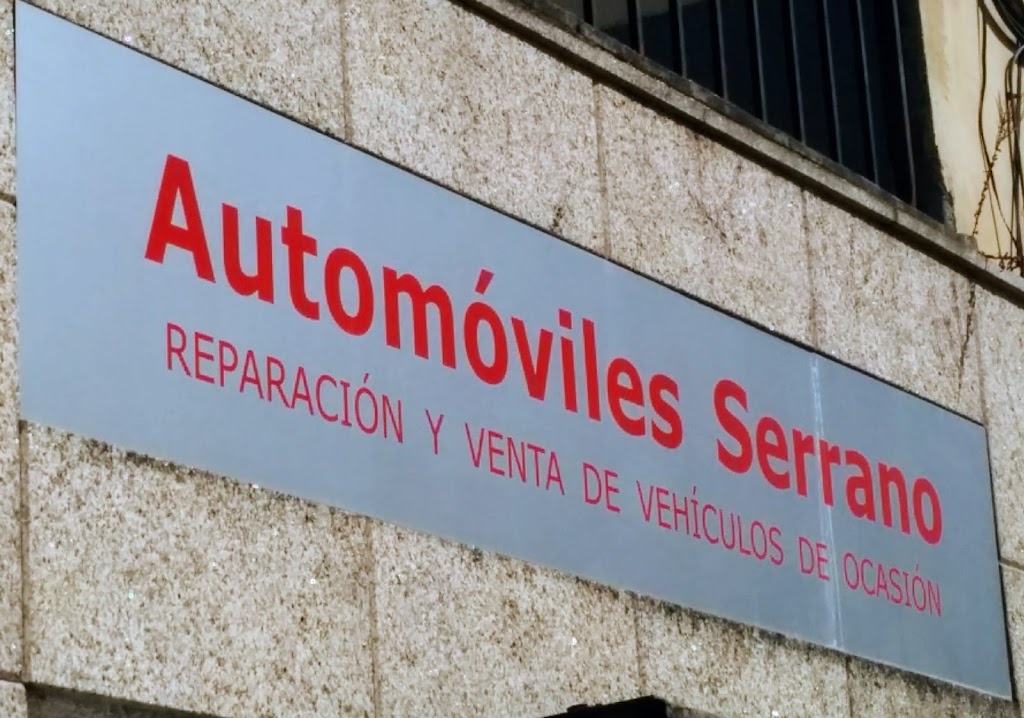 Automóviles Serrano
REPARACIÓN Y VENTA DE VEHÍCULOS DE OCASIÓN